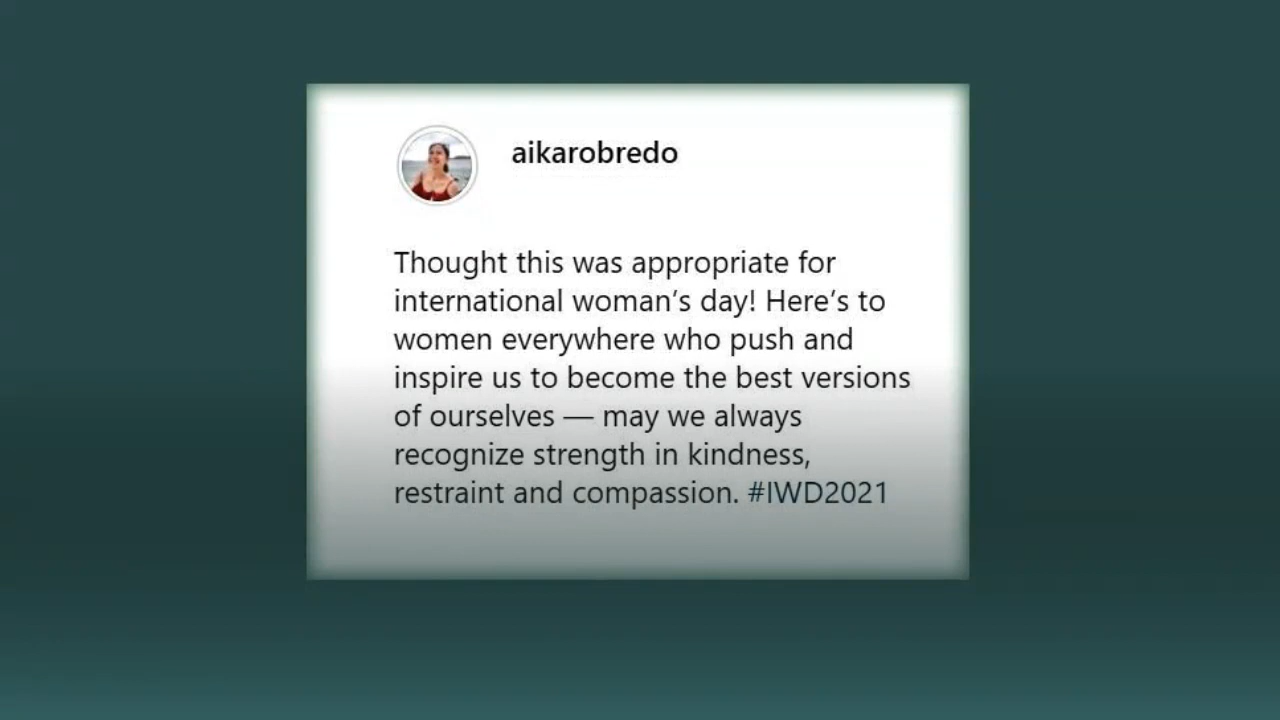 aikarobredo
Thought this was appropriate for
international woman’s day! Here’s to
women everywhere who push and
inspire us to become the best versions
of ourselves — may we always
recognize strength in kindness,
restraint and compassion. #IWD2021